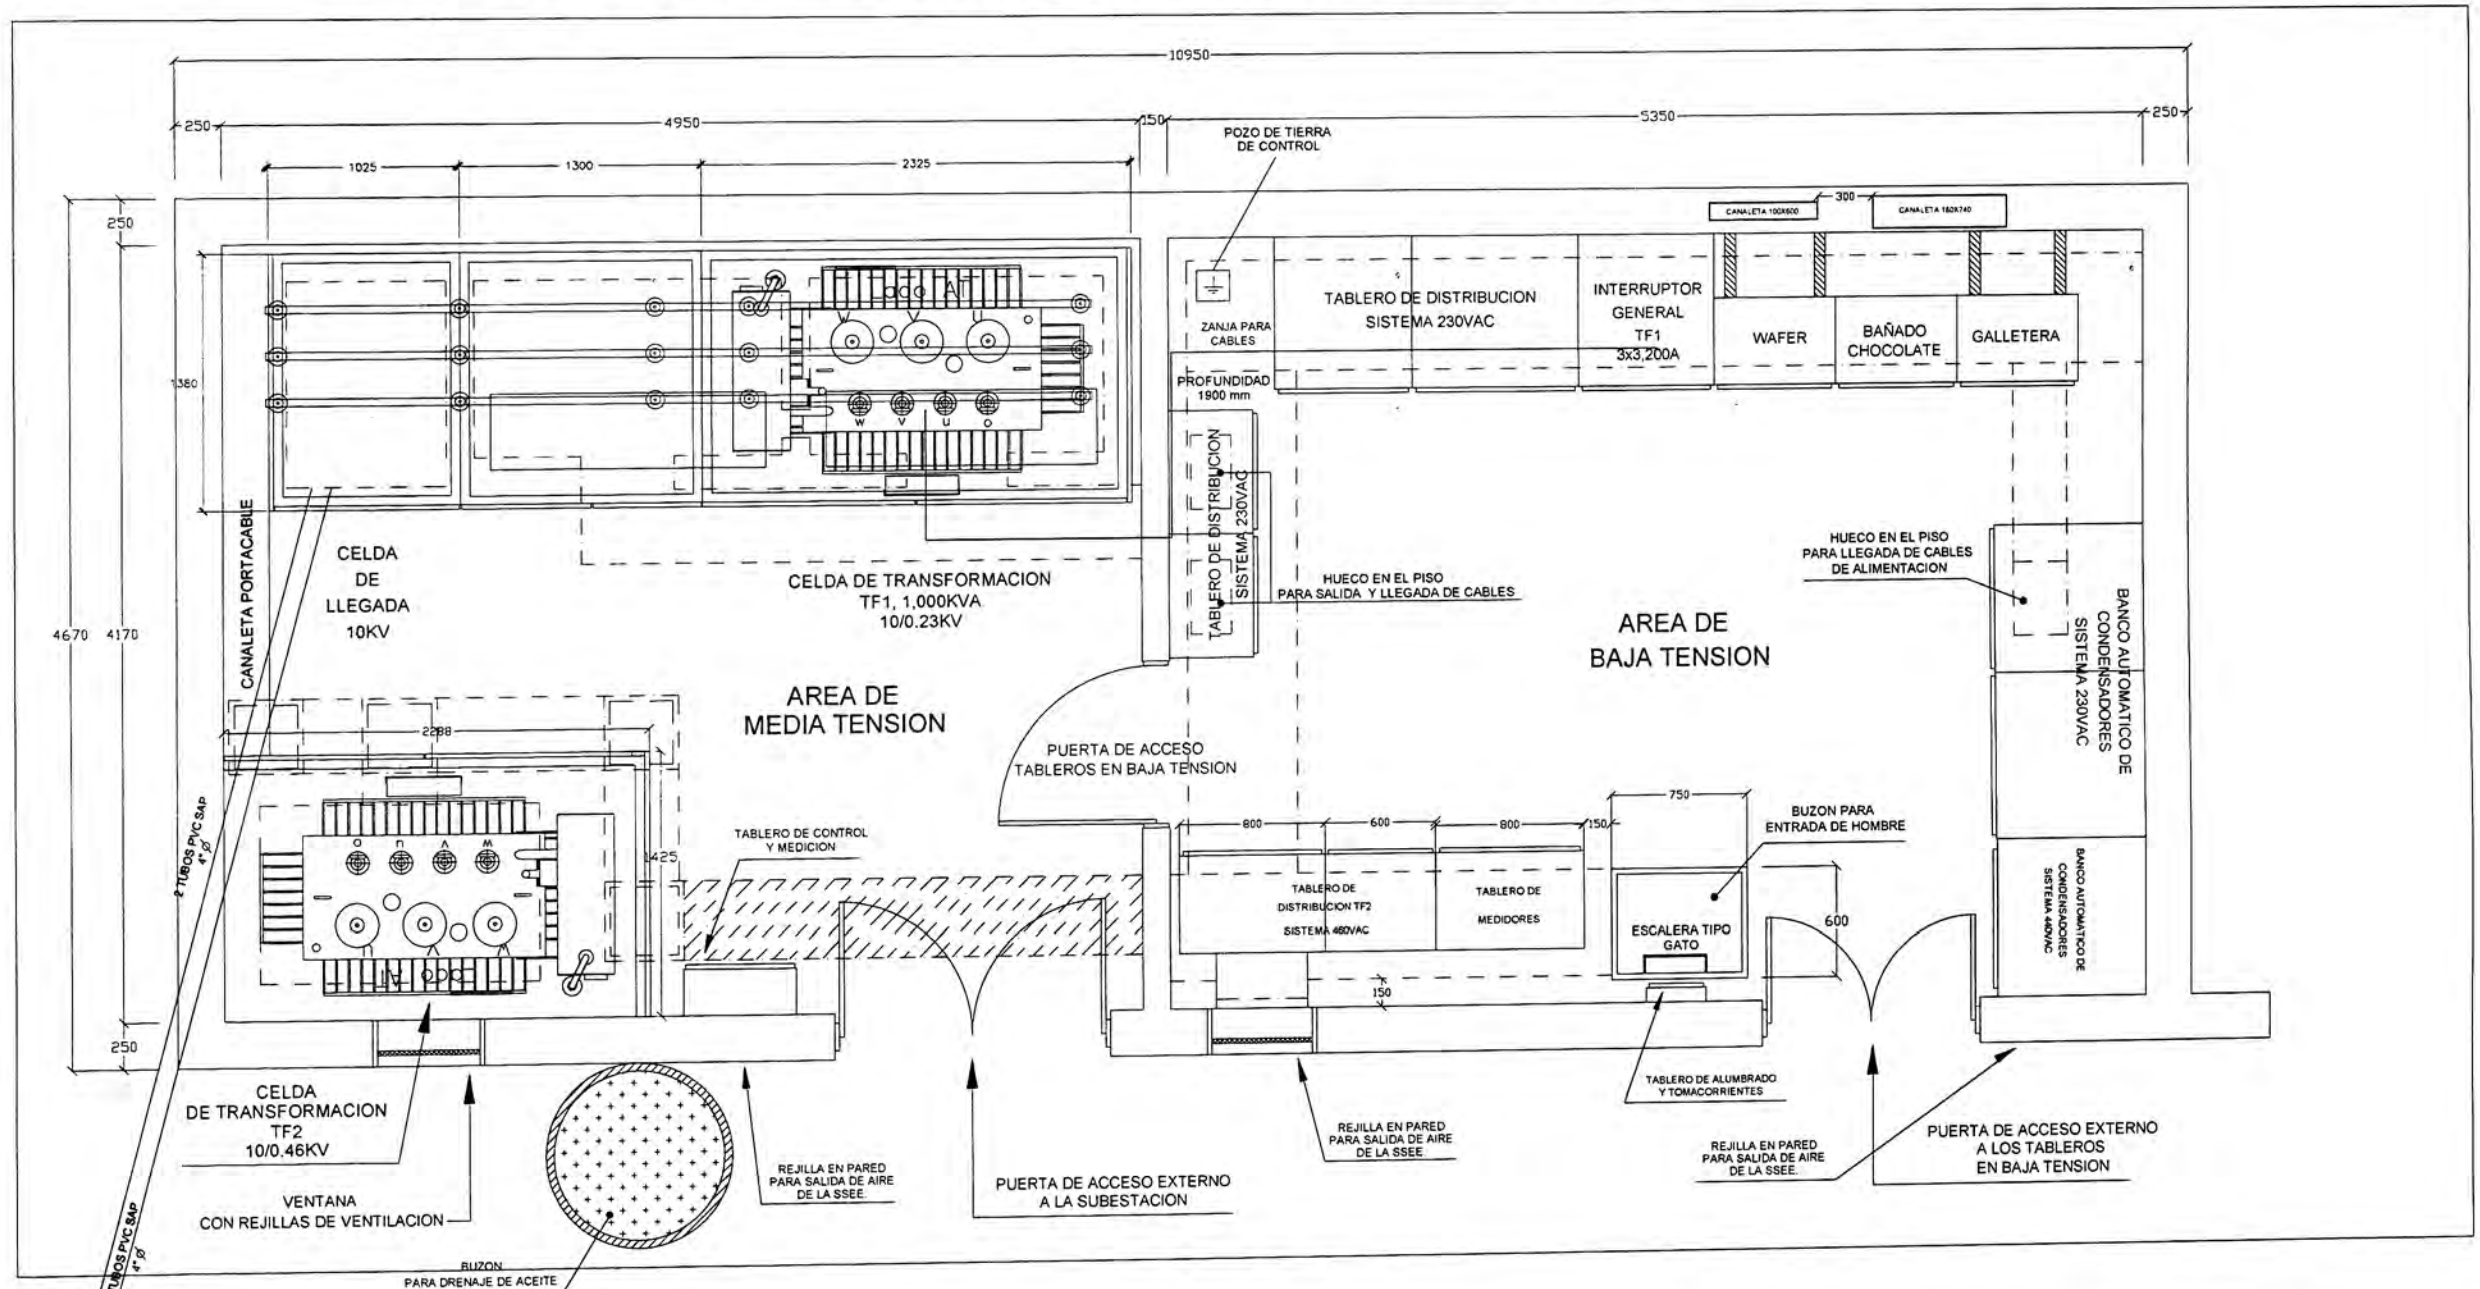 10950
250
4950
150
5350
250
POZO DE TIERRA
DE CONTROL
1025
1300
2325
300
CANALETA 100X600
CANALETA 160X740
250
4670
4170
1380
250
Lado AT
W V U
W V U O
TABLERO DE DISTRIBUCION
SISTEMA 230VAC
INTERRUPTOR
GENERAL
TF1
3x3,200A
WAFER
BAÑADO
CHOCOLATE
GALLETERA
ZANJA PARA
CABLES
PROFUNDIDAD
1900 mm
TABLERO DE DISTRIBUCION
SISTEMA 230VAC
CANALETA PORTACABLE
CELDA
DE
LLEGADA
10KV
CELDA DE TRANSFORMACION
TF1, 1,000KVA
10/0.23KV
HUECO EN EL PISO
PARA SALIDA Y LLEGADA DE CABLES
HUECO EN EL PISO
PARA LLEGADA DE CABLES
DE ALIMENTACION
BANCO AUTOMATICO DE
CONDENSADORES
SISTEMA 230VAC
AREA DE
MEDIA TENSION
AREA DE
BAJA TENSION
2288
PUERTA DE ACCESO
TABLEROS EN BAJA TENSION
1425
O U V W
U V W
Lado AT
TABLERO DE CONTROL
Y MEDICION
800
600
800
150
750
BUZON PARA
ENTRADA DE HOMBRE
TABLERO DE
DISTRIBUCION TF2
SISTEMA 460VAC
TABLERO DE
MEDIDORES
ESCALERA TIPO
GATO
600
150
BANCO AUTOMATICO DE
CONDENSADORES
SISTEMA 440VAC
2 TUBOS PVC SAP
4" Ø
CELDA
DE TRANSFORMACION
TF2
10/0.46KV
VENTANA
CON REJILLAS DE VENTILACION
REJILLA EN PARED
PARA SALIDA DE AIRE
DE LA SSEE.
PUERTA DE ACCESO EXTERNO
A LA SUBESTACION
REJILLA EN PARED
PARA SALIDA DE AIRE
DE LA SSEE
TABLERO DE ALUMBRADO
Y TOMACORRIENTES
REJILLA EN PARED
PARA SALIDA DE AIRE
DE LA SSEE.
PUERTA DE ACCESO EXTERNO
A LOS TABLEROS
EN BAJA TENSION
TUBOS PVC SAP
4" Ø
BUZON
PARA DRENAJE DE ACEITE